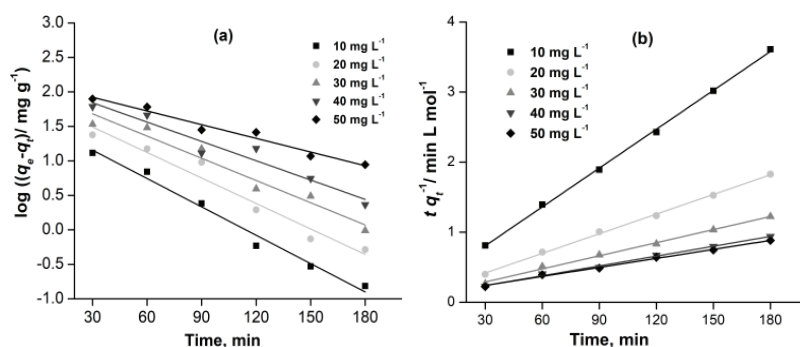 (a)
log ((qₑ-qₜ)/ mg g⁻¹)
3.0
2.5
2.0
1.5
1.0
0.5
0.0
-0.5
-1.0
10 mg L⁻¹
20 mg L⁻¹
30 mg L⁻¹
40 mg L⁻¹
50 mg L⁻¹
30 60 90 120 150 180
Time, min
(b)
t qₜ⁻¹/ min L mol⁻¹
4
3
2
1
0
10 mg L⁻¹
20 mg L⁻¹
30 mg L⁻¹
40 mg L⁻¹
50 mg L⁻¹
30 60 90 120 150 180
Time, min